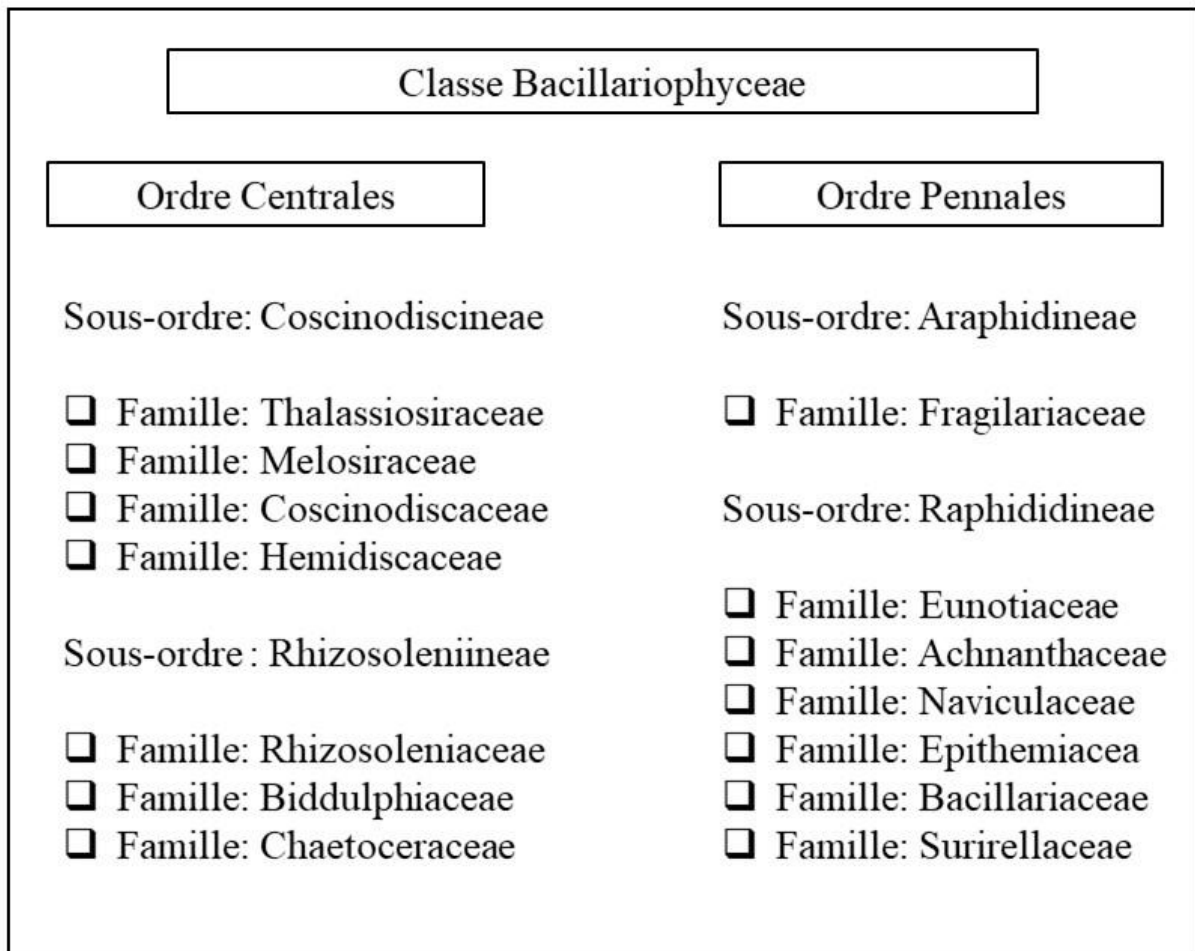 Classe Bacillariophyceae
Ordre Centrales
Sous-ordre: Coscinodiscineae
Famille: Thalassiosiraceae
Famille: Melosiraceae
Famille: Coscinodiscaceae
Famille: Hemidiscaceae
Sous-ordre : Rhizosoleniineae
Famille: Rhizosoleniaceae
Famille: Biddulphiaceae
Famille: Chaetoceraceae
Ordre Pennales
Sous-ordre: Araphidineae
Famille: Fragilariaceae
Sous-ordre: Raphididineae
Famille: Eunotiaceae
Famille: Achnanthaceae
Famille: Naviculaceae
Famille: Epithemiacea
Famille: Bacillariaceae
Famille: Surirellaceae